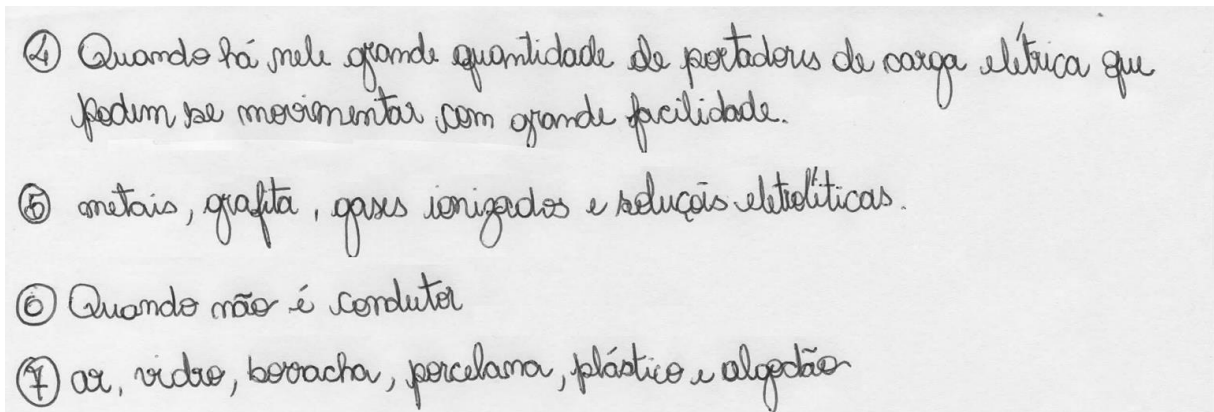 ④ Quando há nele grande quantidade de portadores de carga elétrica que
podem se movimentar com grande facilidade.
⑤ metais, grafita, gases ionizados e soluções eletrolíticas.
⑥ Quando não é condutor
⑦ ar, vidro, borracha, porcelana, plástico e algodão